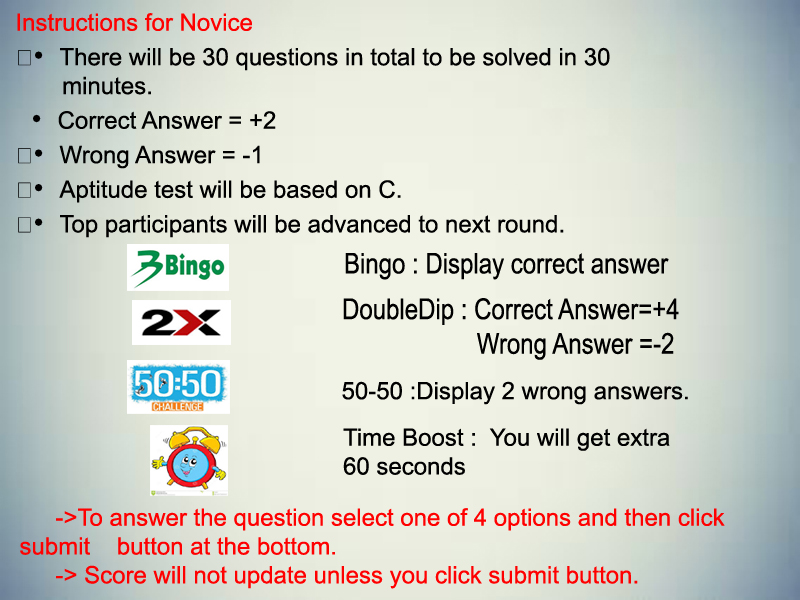 Instructions for Novice
• There will be 30 questions in total to be solved in 30
minutes.
• Correct Answer = +2
• Wrong Answer = -1
• Aptitude test will be based on C.
• Top participants will be advanced to next round.
3Bingo
Bingo : Display correct answer
2X
DoubleDip : Correct Answer=+4
Wrong Answer =-2
50:50
CHALLENGE
50-50 :Display 2 wrong answers.
Time Boost : You will get extra
60 seconds
->To answer the question select one of 4 options and then click
submit button at the bottom.
-> Score will not update unless you click submit button.